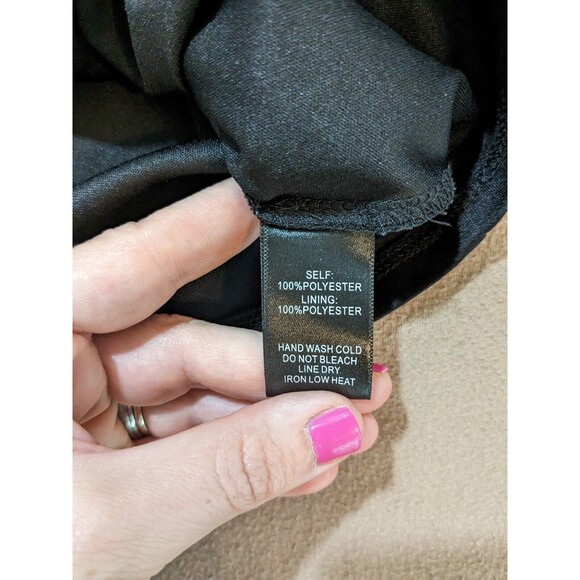 SELF:
100%POLYESTER
LINING:
100%POLYESTER
HAND WASH COLD
DO NOT BLEACH
LINE DRY
IRON LOW HEAT